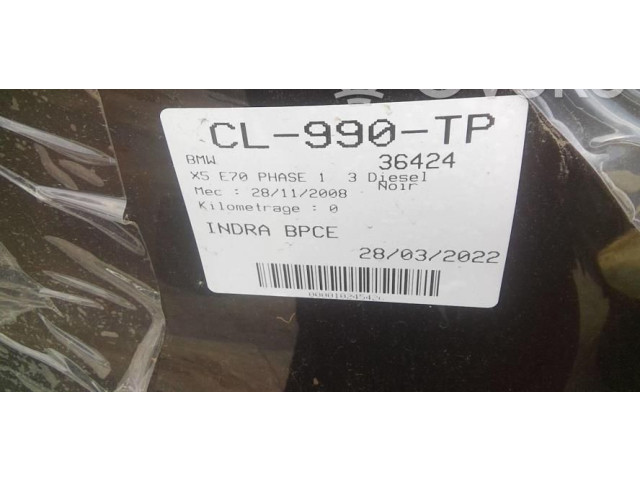 CL-990-TP
BMW 36424
X5 E70 PHASE 1 3 Diesel
Mec : 28/11/2008 Noir
Kilometrage : 0
INDRA BPCE
28/03/2022